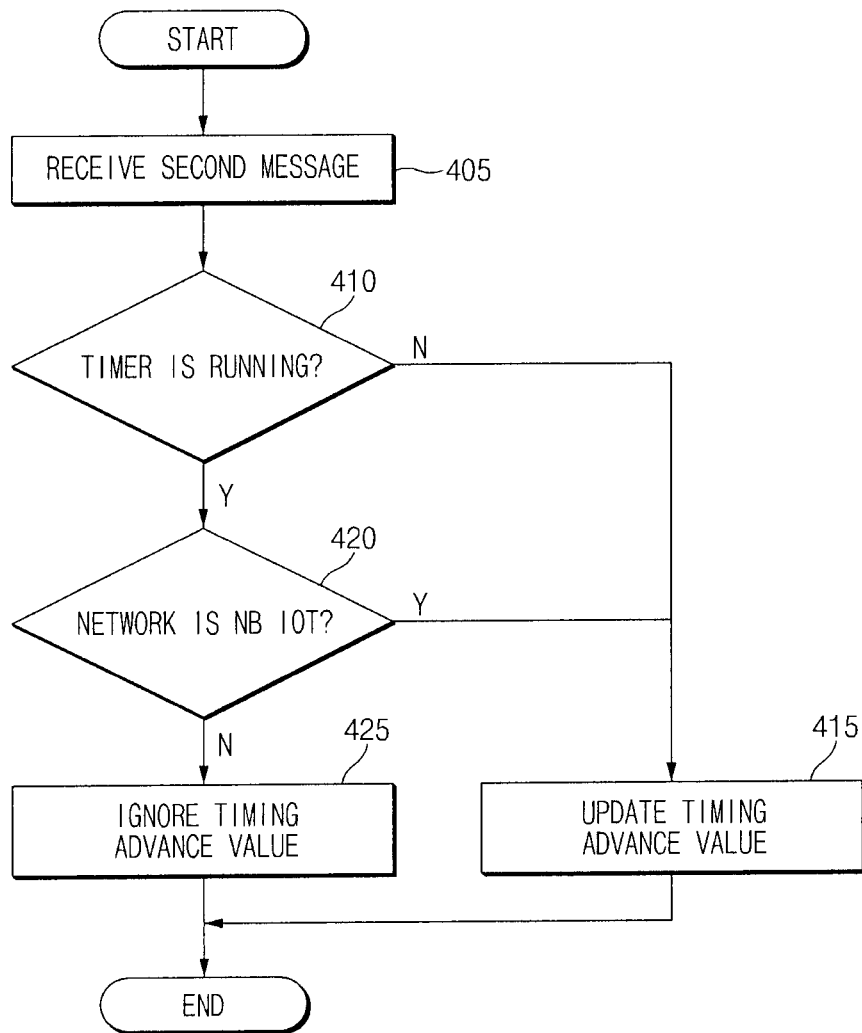 START
RECEIVE SECOND MESSAGE
405
410
TIMER IS RUNNING?
N
Y
420
NETWORK IS NB IOT?
Y
N
425
IGNORE TIMING
ADVANCE VALUE
415
UPDATE TIMING
ADVANCE VALUE
END